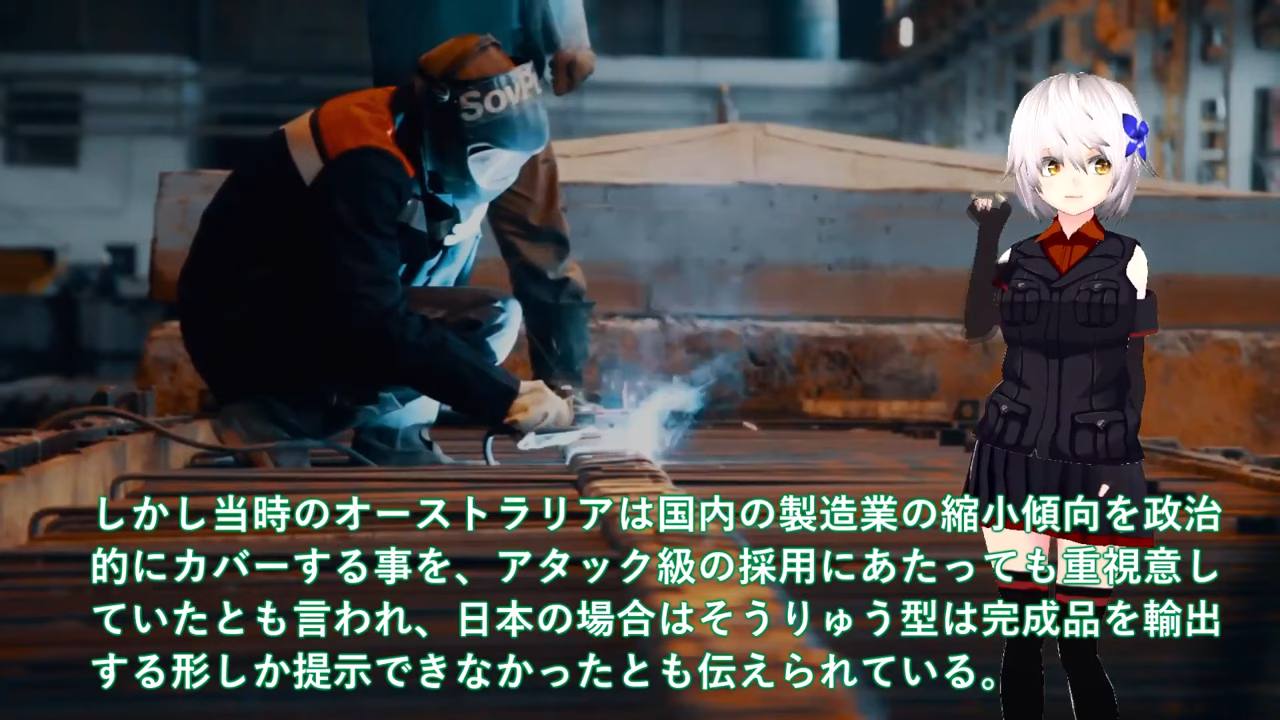 SovPl
しかし当時のオーストラリアは国内の製造業の縮小傾向を政治
的にカバーする事を、アタック級の採用にあたっても重視意し
ていたとも言われ、日本の場合はそうりゅう型は完成品を輸出
する形しか提示できなかったとも伝えられている。